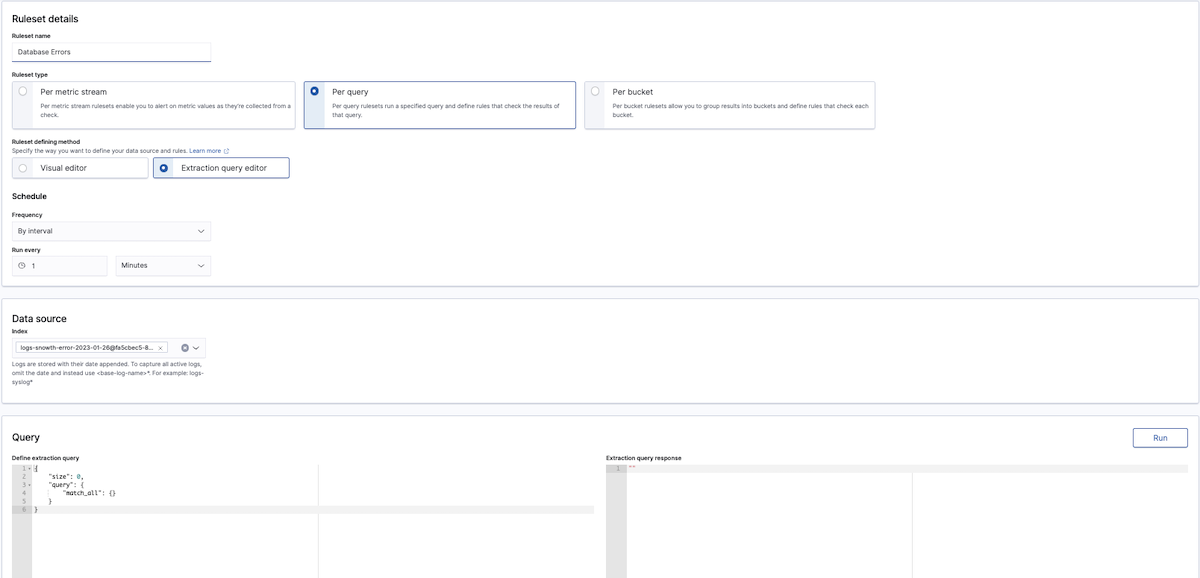 Ruleset details
Ruleset name
Database Errors
Ruleset type
Per metric stream
Per metric stream rulesets enable you to alert on metric values as they're collected from a
check.
Per query
Per query rulesets run a specified query and define rules that check the results of
that query.
Per bucket
Per bucket rulesets allow you to group results into buckets and define rules that check each
bucket.
Ruleset defining method
Specify the way you want to define your data source and rules. Learn more
Visual editor
Extraction query editor
Schedule
Frequency
By interval
Run every
1
Minutes
Data source
Index
logs-snowth-error-2023-01-26@fa5cbec5-8...
Logs are stored with their date appended. To capture all active logs,
omit the date and instead use <base-log-name>*. For example: logs-
syslog*
Query
Run
Define extraction query
1 {
2 "size": 0,
3 "query": {
4 "match_all": {}
5 }
6 }
Extraction query response
1 ""